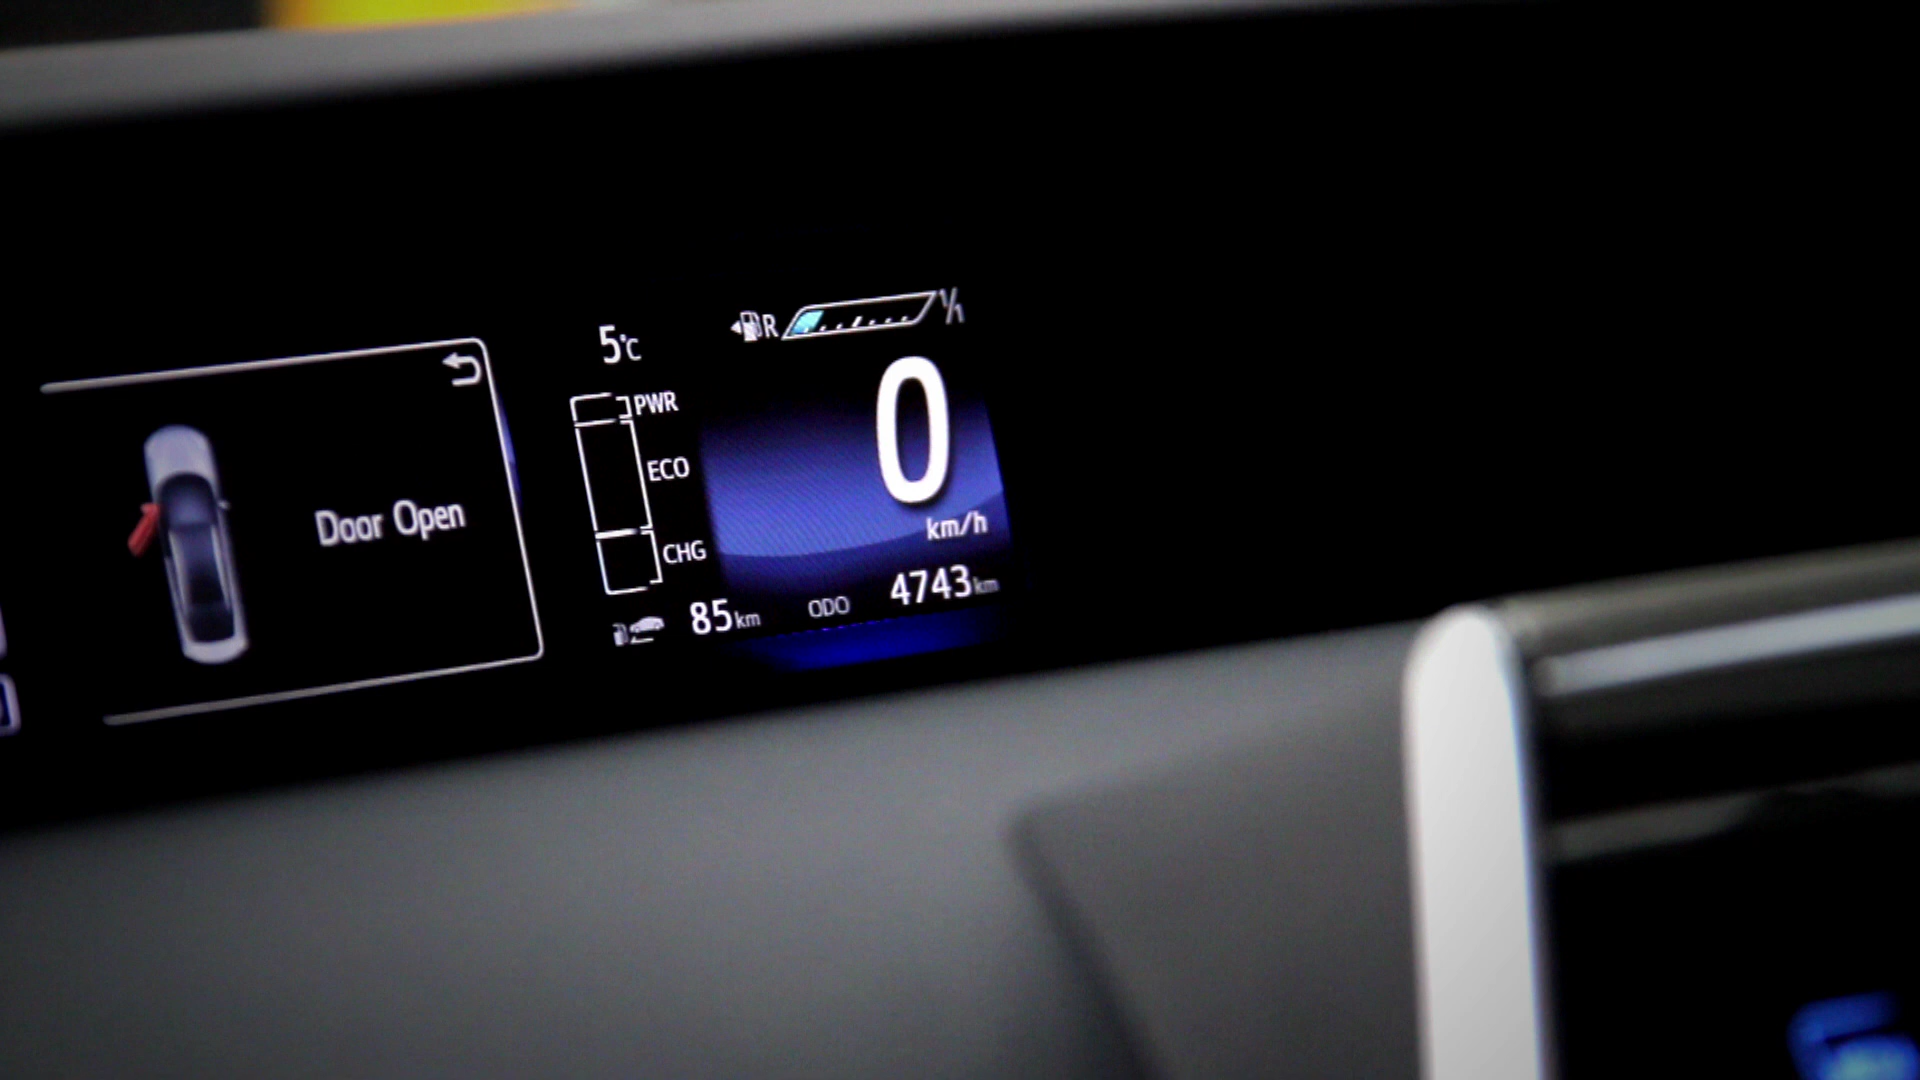 5°C
R 1/1
PWR
ECO
CHG
0
km/h
85km
ODO 4743km
Door Open